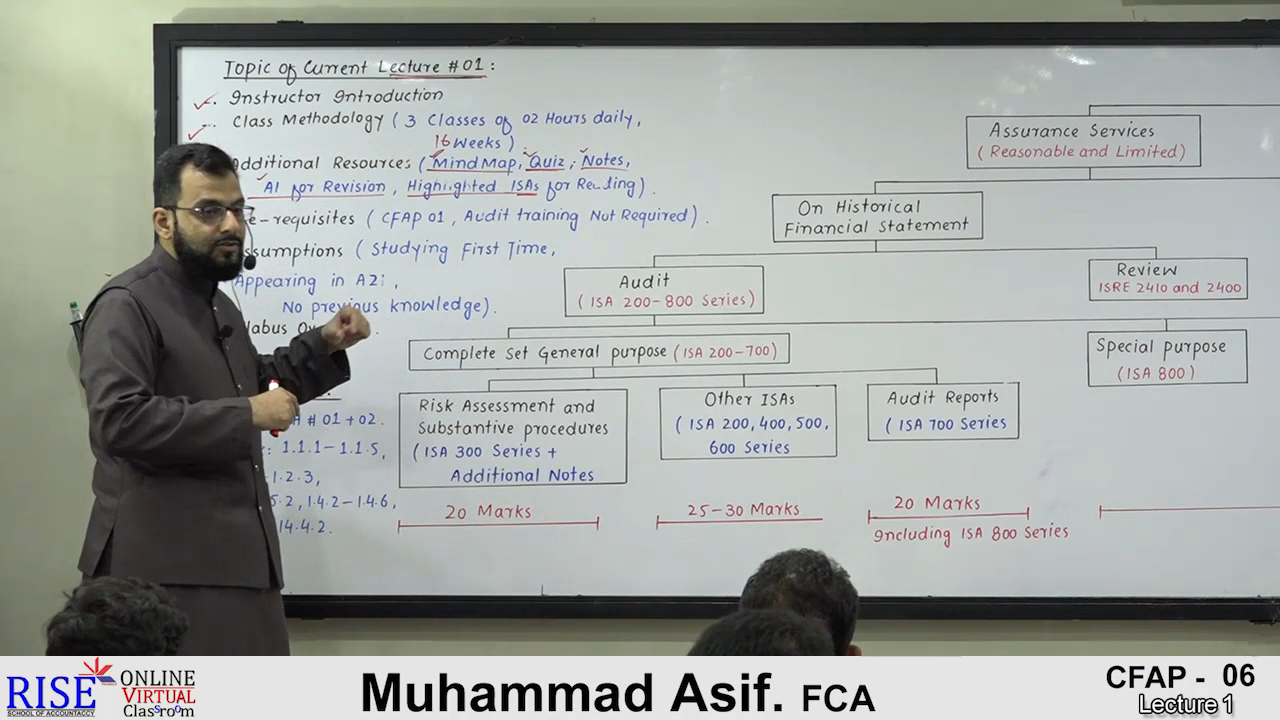 Topic of Current Lecture # 01 :
Instructor Introduction
Class Methodology ( 3 Classes of 02 Hours daily,
16 Weeks )
Additional Resources ( Mind Map, Quiz, Notes,
AI for Revision , Highlighted ISAs for
- requisites ( CFAP 01 , Audit training Not Required ) .
ssumptions ( Studying First Time,
Appearing in
No previous knowledge ) .
# 01 + 02 .
: 1.1.1 - 1.1.5 ,
1.2.3 ,
5.2 , 1.4.2 - 1.4.6 ,
14.4.2 .
Assurance Services
( Reasonable and Limited )
On Historical
Financial Statement
Audit
( ISA 200-800 Series )
Review
ISRE 2410 and 2400
Complete Set General purpose ( ISA 200-700 )
Special purpose
( ISA 800 )
Risk Assessment and
Substantive procedures
( ISA 300 Series +
Additional Notes
Other ISAs
( ISA 200, 400, 500,
600 Series
Audit Reports
( ISA 700 Series
20 Marks
25-30 Marks
20 Marks
Including ISA 800 Series
RISE
SCHOOL OF ACCOUNTACY
ONLINE
VIRTUAL
Classroom
Muhammad Asif. FCA
CFAP - 06
Lecture 1